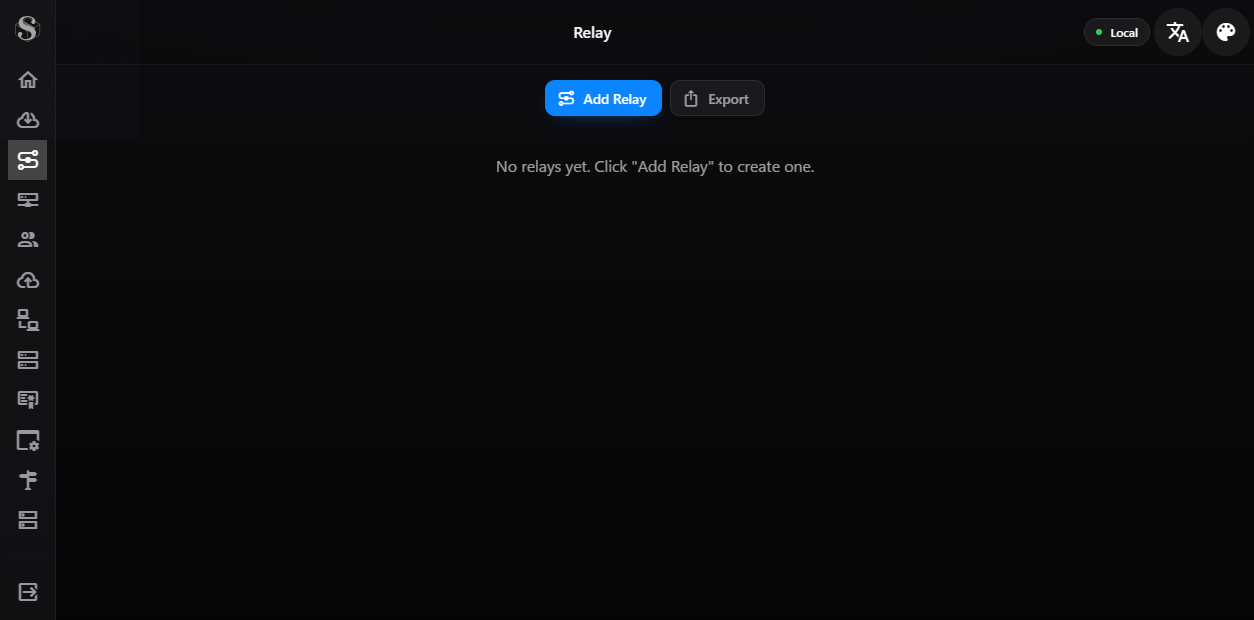 Relay
Local
Add Relay
Export
No relays yet. Click "Add Relay" to create one.